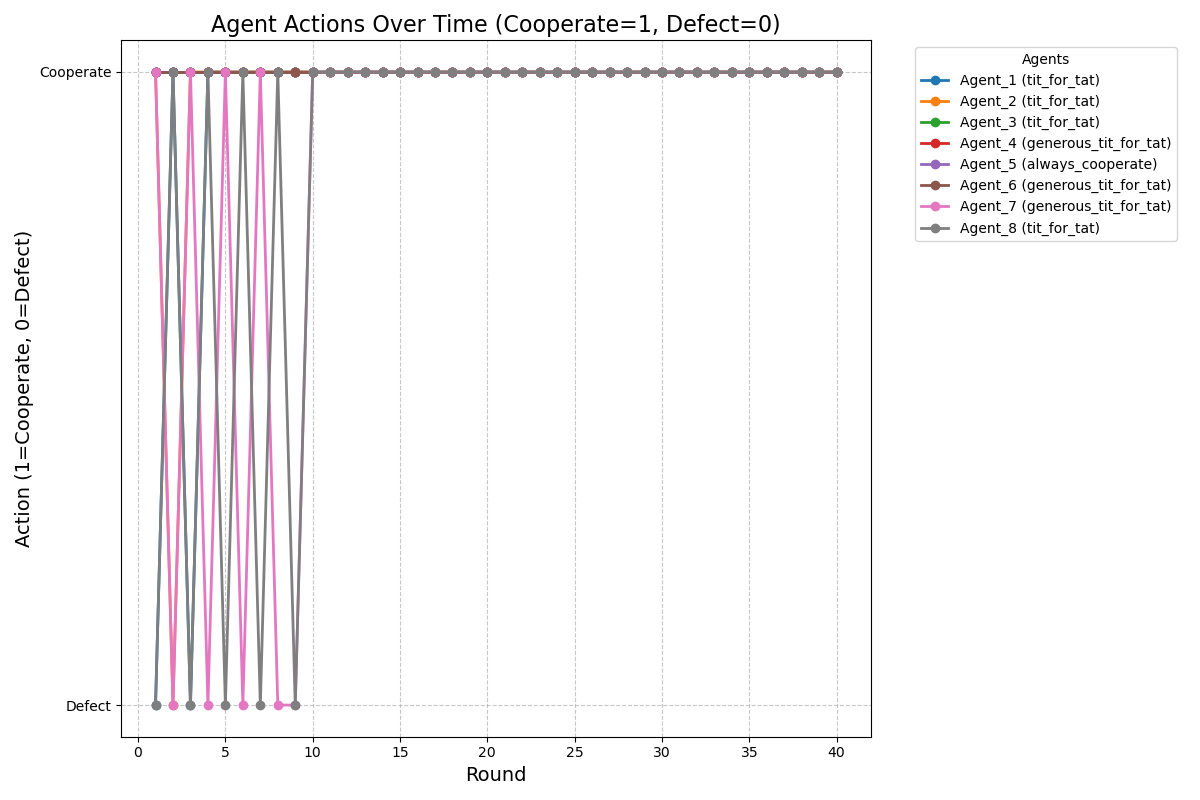 Agent Actions Over Time (Cooperate=1, Defect=0)
Cooperate
Defect
Action (1=Cooperate, 0=Defect)
0 5 10 15 20 25 30 35 40
Round
Agents
Agent_1 (tit_for_tat)
Agent_2 (tit_for_tat)
Agent_3 (tit_for_tat)
Agent_4 (generous_tit_for_tat)
Agent_5 (always_cooperate)
Agent_6 (generous_tit_for_tat)
Agent_7 (generous_tit_for_tat)
Agent_8 (tit_for_tat)